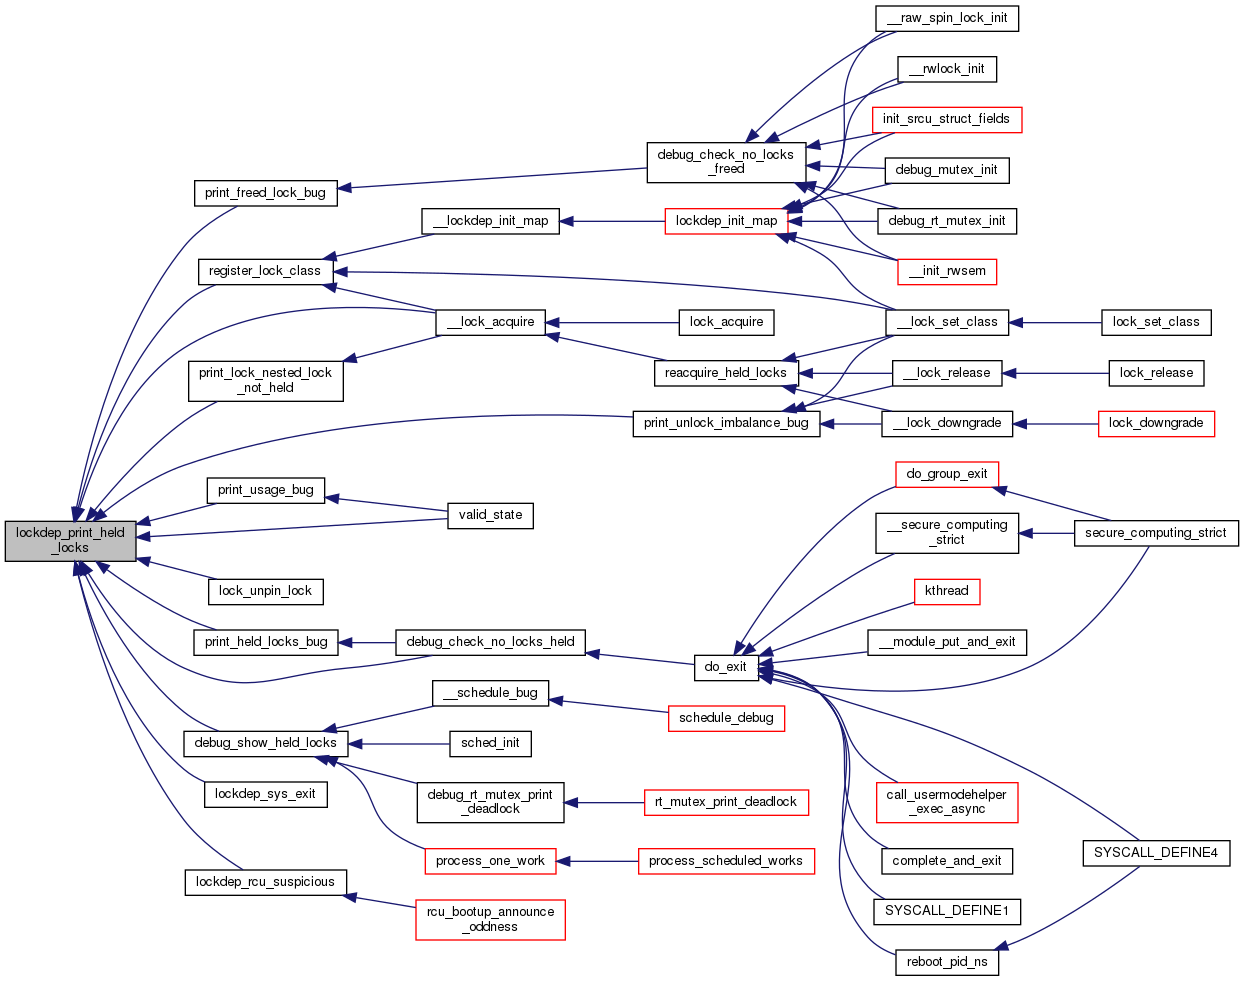 __raw_spin_lock_init
__rwlock_init
init_srcu_struct_fields
debug_check_no_locks
_freed
debug_mutex_init
print_freed_lock_bug
__lockdep_init_map
lockdep_init_map
debug_rt_mutex_init
register_lock_class
__init_rwsem
__lock_acquire
lock_acquire
__lock_set_class
lock_set_class
print_lock_nested_lock
_not_held
reacquire_held_locks
__lock_release
lock_release
print_unlock_imbalance_bug
__lock_downgrade
lock_downgrade
do_group_exit
print_usage_bug
valid_state
lockdep_print_held
_locks
__secure_computing
_strict
secure_computing_strict
lock_unpin_lock
kthread
print_held_locks_bug
debug_check_no_locks_held
__module_put_and_exit
do_exit
__schedule_bug
schedule_debug
debug_show_held_locks
sched_init
lockdep_sys_exit
debug_rt_mutex_print
_deadlock
rt_mutex_print_deadlock
call_usermodehelper
_exec_async
process_one_work
process_scheduled_works
complete_and_exit
SYSCALL_DEFINE4
lockdep_rcu_suspicious
rcu_bootup_announce
_oddness
SYSCALL_DEFINE1
reboot_pid_ns